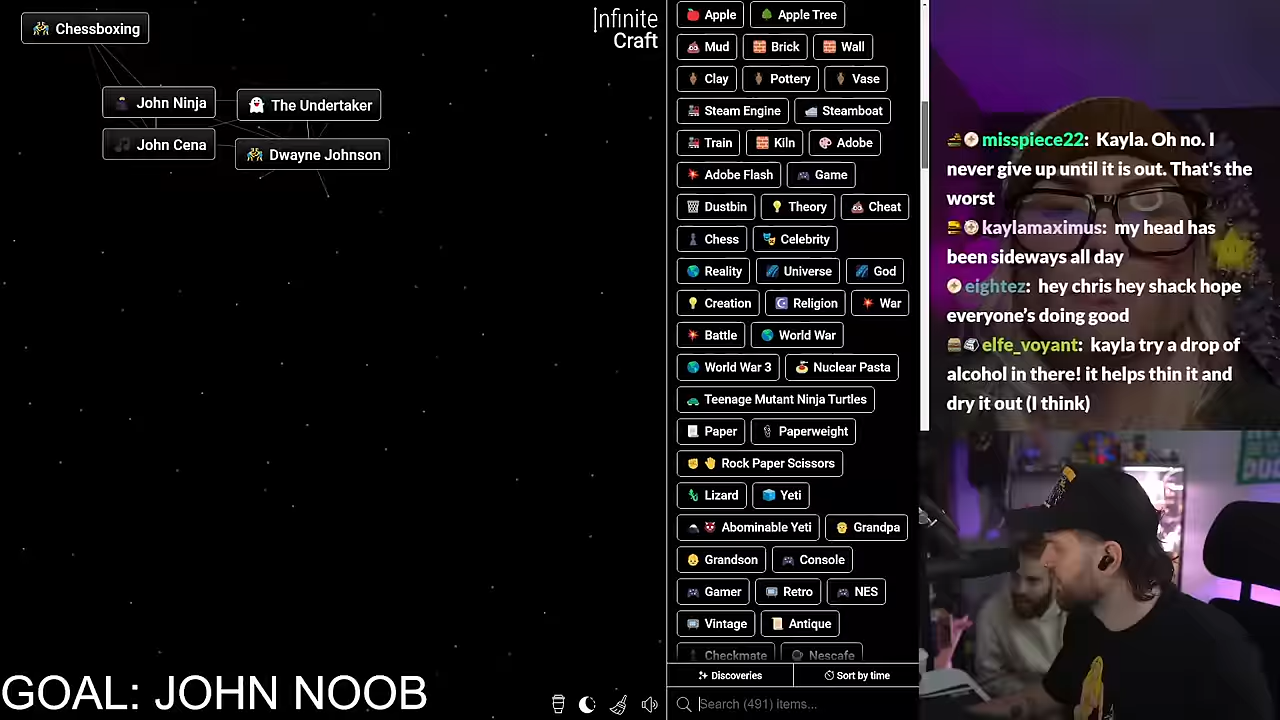 Chessboxing
John Ninja
The Undertaker
John Cena
Dwayne Johnson
Infinite
Craft
GOAL: JOHN NOOB
Apple
Apple Tree
Mud
Brick
Wall
Clay
Pottery
Vase
Steam Engine
Steamboat
Train
Kiln
Adobe
Adobe Flash
Game
Dustbin
Theory
Cheat
Chess
Celebrity
Reality
Universe
God
Creation
Religion
War
Battle
World War
World War 3
Nuclear Pasta
Teenage Mutant Ninja Turtles
Paper
Paperweight
Rock Paper Scissors
Lizard
Yeti
Abominable Yeti
Grandpa
Grandson
Console
Gamer
Retro
NES
Vintage
Antique
Checkmate
Nescafe
Discoveries
Sort by time
Search (491) items...
misspiece22: Kayla. Oh no. I
never give up until it is out. That's the
worst
kaylamaximus: my head has
been sideways all day
eightez: hey chris hey shack hope
everyone's doing good
elfe_voyant: kayla try a drop of
alcohol in there! it helps thin it and
dry it out (I think)